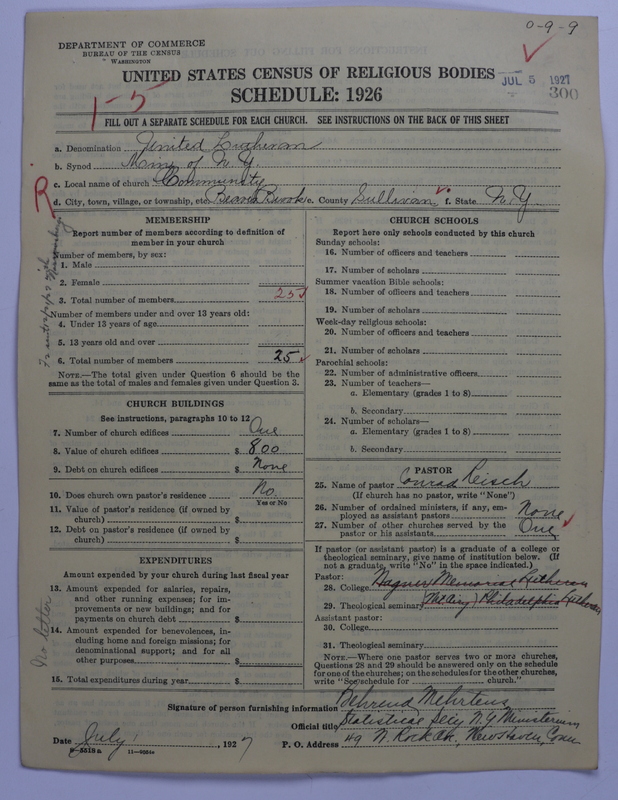 0-9-9
DEPARTMENT OF COMMERCE
BUREAU OF THE CENSUS
WASHINGTON
UNITED STATES CENSUS OF RELIGIOUS BODIES
JUL 5 1927
SCHEDULE: 1926
300
1-5
FILL OUT A SEPARATE SCHEDULE FOR EACH CHURCH. SEE INSTRUCTIONS ON THE BACK OF THIS SHEET
a. Denomination United Lutheran
b. Synod Mini of N.Y.
c. Local name of church Community
R
d. City, town, village, or township, etc. Beaver Brook e. County Sullivan f. State N.Y.
MEMBERSHIP
Report number of members according to definition of
member in your church
Number of members, by sex:
1. Male
2. Female
3. Total number of members 25
Number of members under and over 13 years old:
4. Under 13 years of age
5. 13 years old and over
6. Total number of members 25
NOTE.—The total given under Question 6 should be
same as the total of males and females given under Question 3.
CHURCH BUILDINGS
See instructions, paragraphs 10 to 12
7. Number of church edifices One
8. Value of church edifices $ 800
9. Debt on church edifices $ None
10. Does church own pastor's residence No.
Yes or No
11. Value of pastor's residence (if owned by
church) $
12. Debt on pastor's residence (if owned by
church) $
EXPENDITURES
Amount expended by your church during last fiscal year
13. Amount expended for salaries, repairs,
and other running expenses; for im-
provements or new buildings; and for
payments on church debt $
14. Amount expended for benevolences, in-
cluding home and foreign missions; for
denominational support; and for all
other purposes $
15. Total expenditures during year $
No letter
CHURCH SCHOOLS
Report here only schools conducted by this church
Sunday schools:
16. Number of officers and teachers
17. Number of scholars
Summer vacation Bible schools:
18. Number of officers and teachers
19. Number of scholars
Week-day religious schools:
20. Number of officers and teachers
21. Number of scholars
Parochial schools:
22. Number of administrative officers
23. Number of teachers—
a. Elementary (grades 1 to 8)
b. Secondary
24. Number of scholars—
a. Elementary (grades 1 to 8)
b. Secondary
PASTOR
25. Name of pastor Conrad Reisch
(If church has no pastor, write "None")
26. Number of ordained ministers, if any, em-
ployed as assistant pastors None
27. Number of other churches served by the
pastor or his assistants One
If pastor (or assistant pastor) is a graduate of a college or
theological seminary, give name of institution below. (If
not a graduate, write "No" in the space indicated.)
Pastor:
28. College Wagner Memorial Lutheran
29. Theological seminary Mt Airy Philadelphia Lutheran
Assistant pastor:
30. College
31. Theological seminary
NOTE.—Where one pastor serves two or more churches,
Questions 28 and 29 should be answered only on the schedule
for one of the churches; on the schedules for the other churches,
write "See schedule for church."
Signature of person furnishing information Behrend Mehrtens
Official title Statistical Secy N.Y Ministerium
Date July 1, 1927 P. O. Address 49 N. Rock St., New Haven, Conn
8-5518a 11—9254